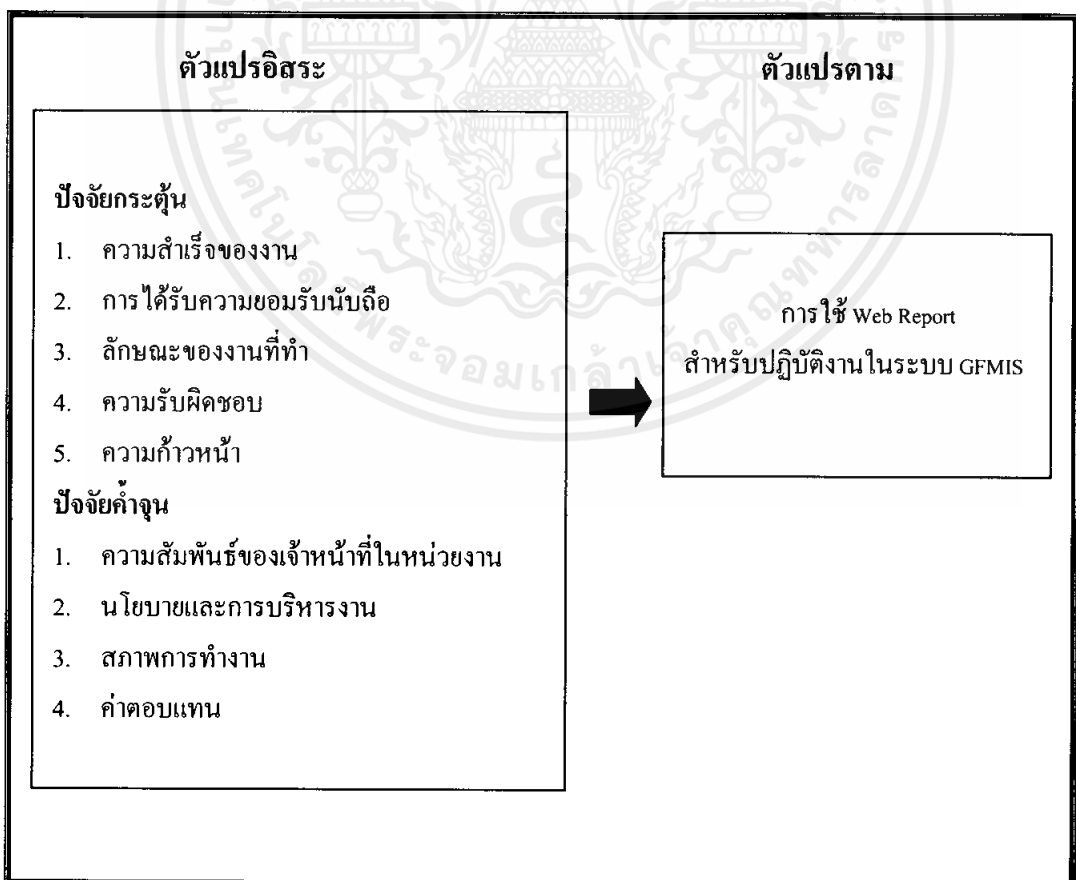 ตัวแปรอิสระ
ตัวแปรตาม
ปัจจัยกระตุ้น
1. ความสำเร็จของงาน
2. การได้รับความยอมรับนับถือ
3. ลักษณะของงานที่ทำ
4. ความรับผิดชอบ
5. ความก้าวหน้า
ปัจจัยค้ำจุน
1. ความสัมพันธ์ของเจ้าหน้าที่ในหน่วยงาน
2. นโยบายและการบริหารงาน
3. สภาพการทำงาน
4. ค่าตอบแทน
การใช้ Web Report
สำหรับปฏิบัติงานในระบบ GFMIS